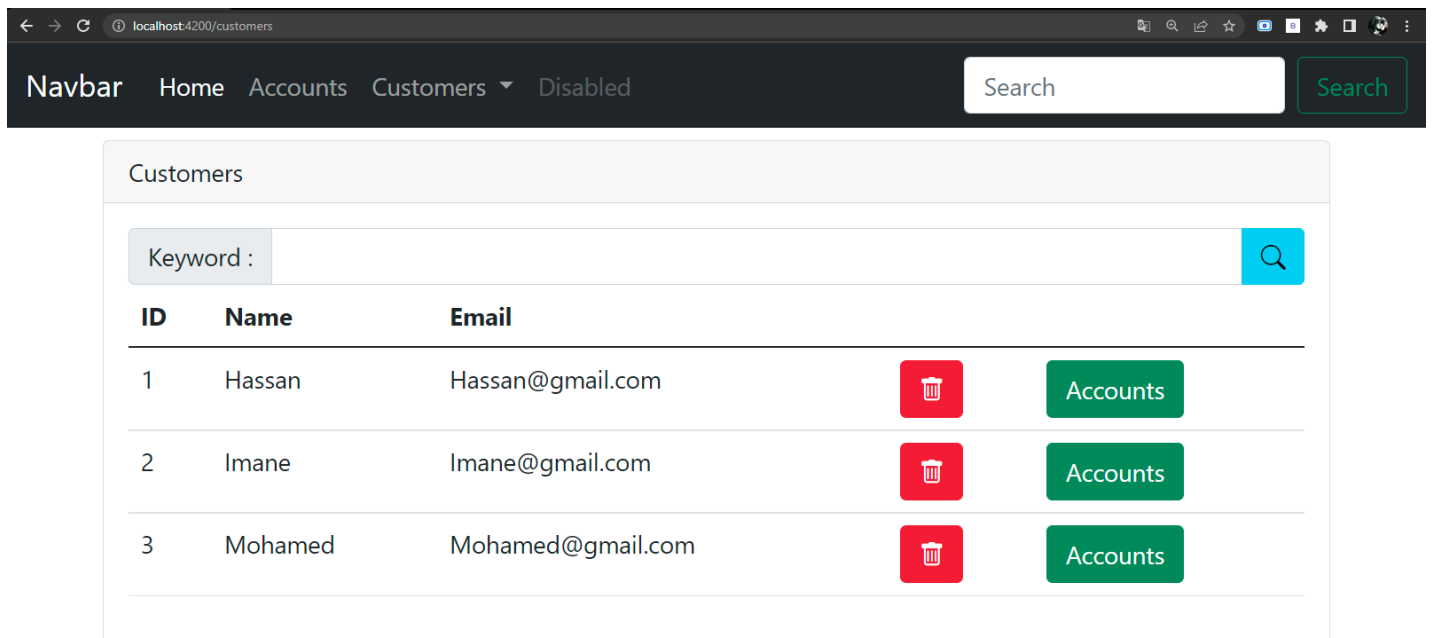 localhost:4200/customers
Navbar Home Accounts Customers Disabled Search Search
Customers
Keyword :
ID Name Email
1 Hassan Hassan@gmail.com Accounts
2 Imane Imane@gmail.com Accounts
3 Mohamed Mohamed@gmail.com Accounts